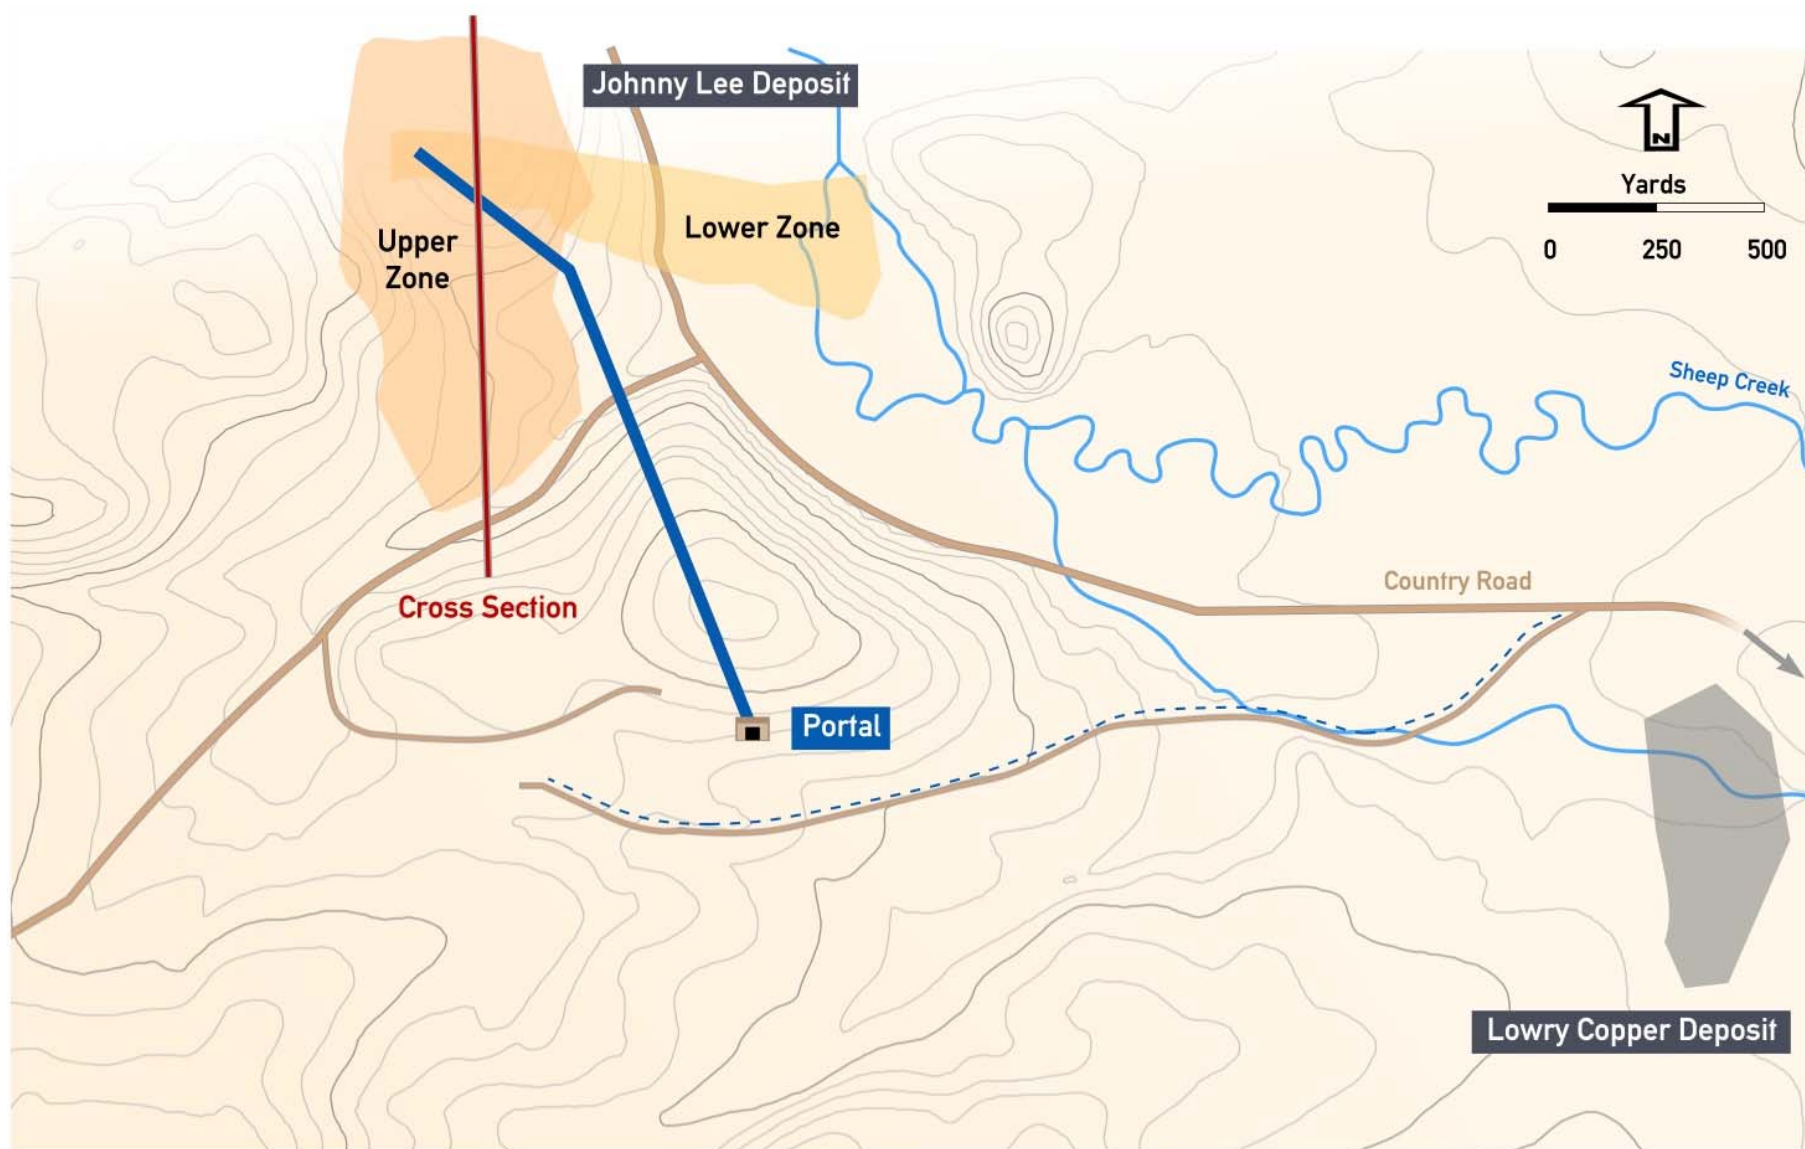 Johnny Lee Deposit
N
Yards
0 250 500
Upper
Zone
Lower Zone
Sheep Creek
Country Road
Cross Section
Portal
Lowry Copper Deposit